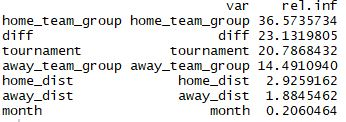 var rel.inf
home_team_group home_team_group 36.5735734
diff diff 23.1319805
tournament tournament 20.7868432
away_team_group away_team_group 14.4910940
home_dist home_dist 2.9259162
away_dist away_dist 1.8845462
month month 0.2060464